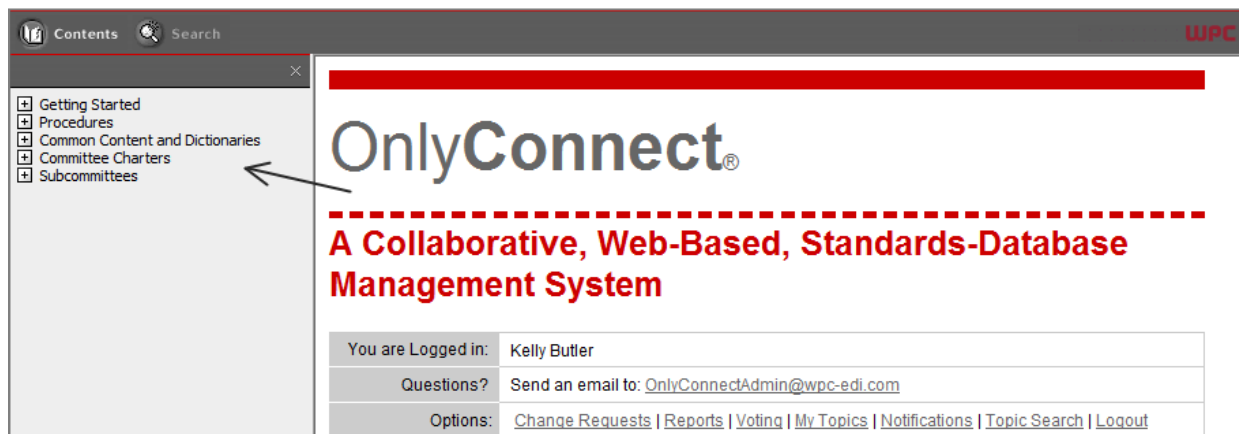 Contents Search
WPC
Getting Started
Procedures
Common Content and Dictionaries
Committee Charters
Subcommittees
OnlyConnect®
A Collaborative, Web-Based, Standards-Database
Management System
You are Logged in: Kelly Butler
Questions? Send an email to: OnlyConnectAdmin@wpc-edi.com
Options: Change Requests | Reports | Voting | My Topics | Notifications | Topic Search | Logout